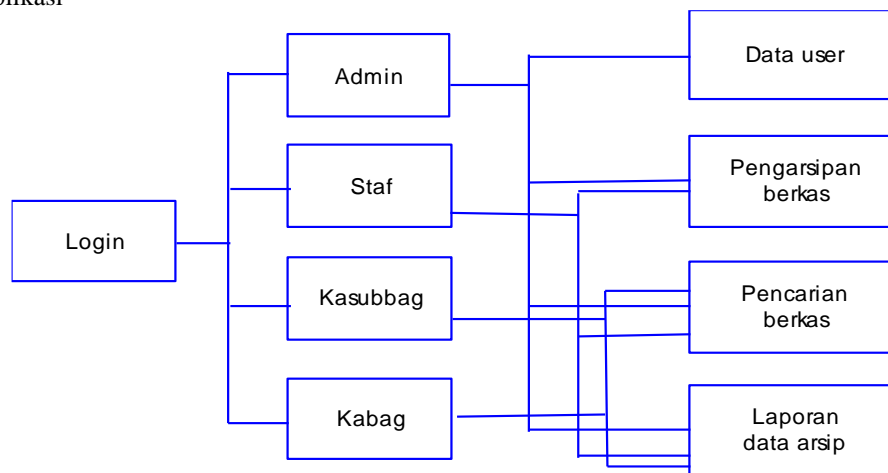 Login
Admin
Staf
Kasubbag
Kabag
Data user
Pengarsipan
berkas
Pencarian
berkas
Laporan
data arsip